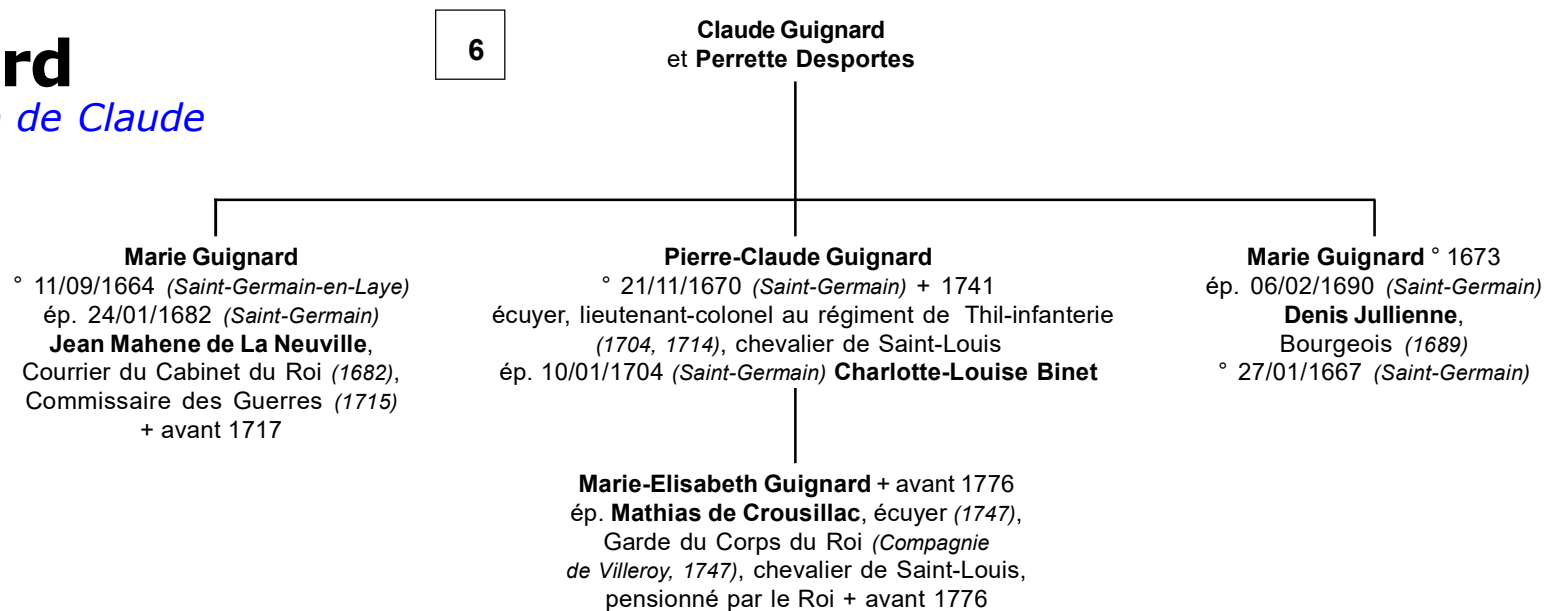 rd
de Claude
6
Claude Guignard
et Perrette Desportes
Marie Guignard
° 11/09/1664 (Saint-Germain-en-Laye)
ép. 24/01/1682 (Saint-Germain)
Jean Mahene de La Neuville,
Courrier du Cabinet du Roi (1682),
Commissaire des Guerres (1715)
+ avant 1717
Pierre-Claude Guignard
° 21/11/1670 (Saint-Germain) + 1741
écuyer, lieutenant-colonel au régiment de Thil-infanterie
(1704, 1714), chevalier de Saint-Louis
ép. 10/01/1704 (Saint-Germain) Charlotte-Louise Binet
Marie Guignard ° 1673
ép. 06/02/1690 (Saint-Germain)
Denis Jullienne,
Bourgeois (1689)
° 27/01/1667 (Saint-Germain)
Marie-Elisabeth Guignard + avant 1776
ép. Mathias de Crousillac, écuyer (1747),
Garde du Corps du Roi (Compagnie
de Villeroy, 1747), chevalier de Saint-Louis,
pensionné par le Roi + avant 1776